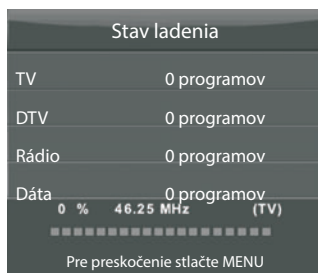 Stav ladenia
TV 0 programov
DTV 0 programov
Rádio 0 programov
Dáta 0 programov
0 % 46.25 MHz (TV)
Pre preskočenie stlačte MENU